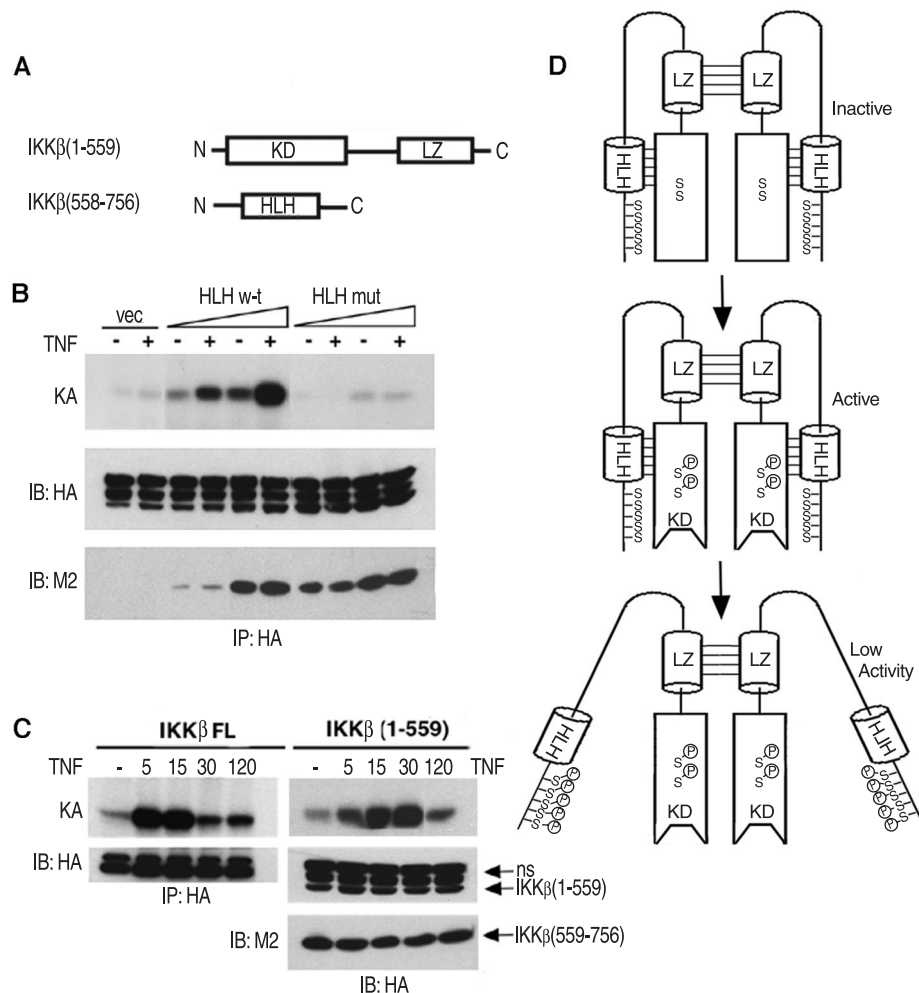 A
IKKβ(1-559) N KD LZ C
IKKβ(558-756) N HLH C
B
vec HLH w-t HLH mut
TNF - + - + - + - + - +
KA
IB: HA
IB: M2
IP: HA
C
IKKβ FL IKKβ (1-559)
TNF - 5 15 30 120 - 5 15 30 120 TNF
KA
IB: HA
IP: HA
ns
IKKβ(1-559)
IB: M2 IKKβ(559-756)
IB: HA
D
LZ LZ
Inactive
HLH S S S S HLH
S S S S S S S S S S
LZ LZ
Active
HLH S P S P S P S P HLH
S S S S S S S S S S
KD KD
LZ LZ
Low
Activity
HLH S P S P S P S P HLH
S S S S S P P P P P S S S S S P P P P P
KD KD